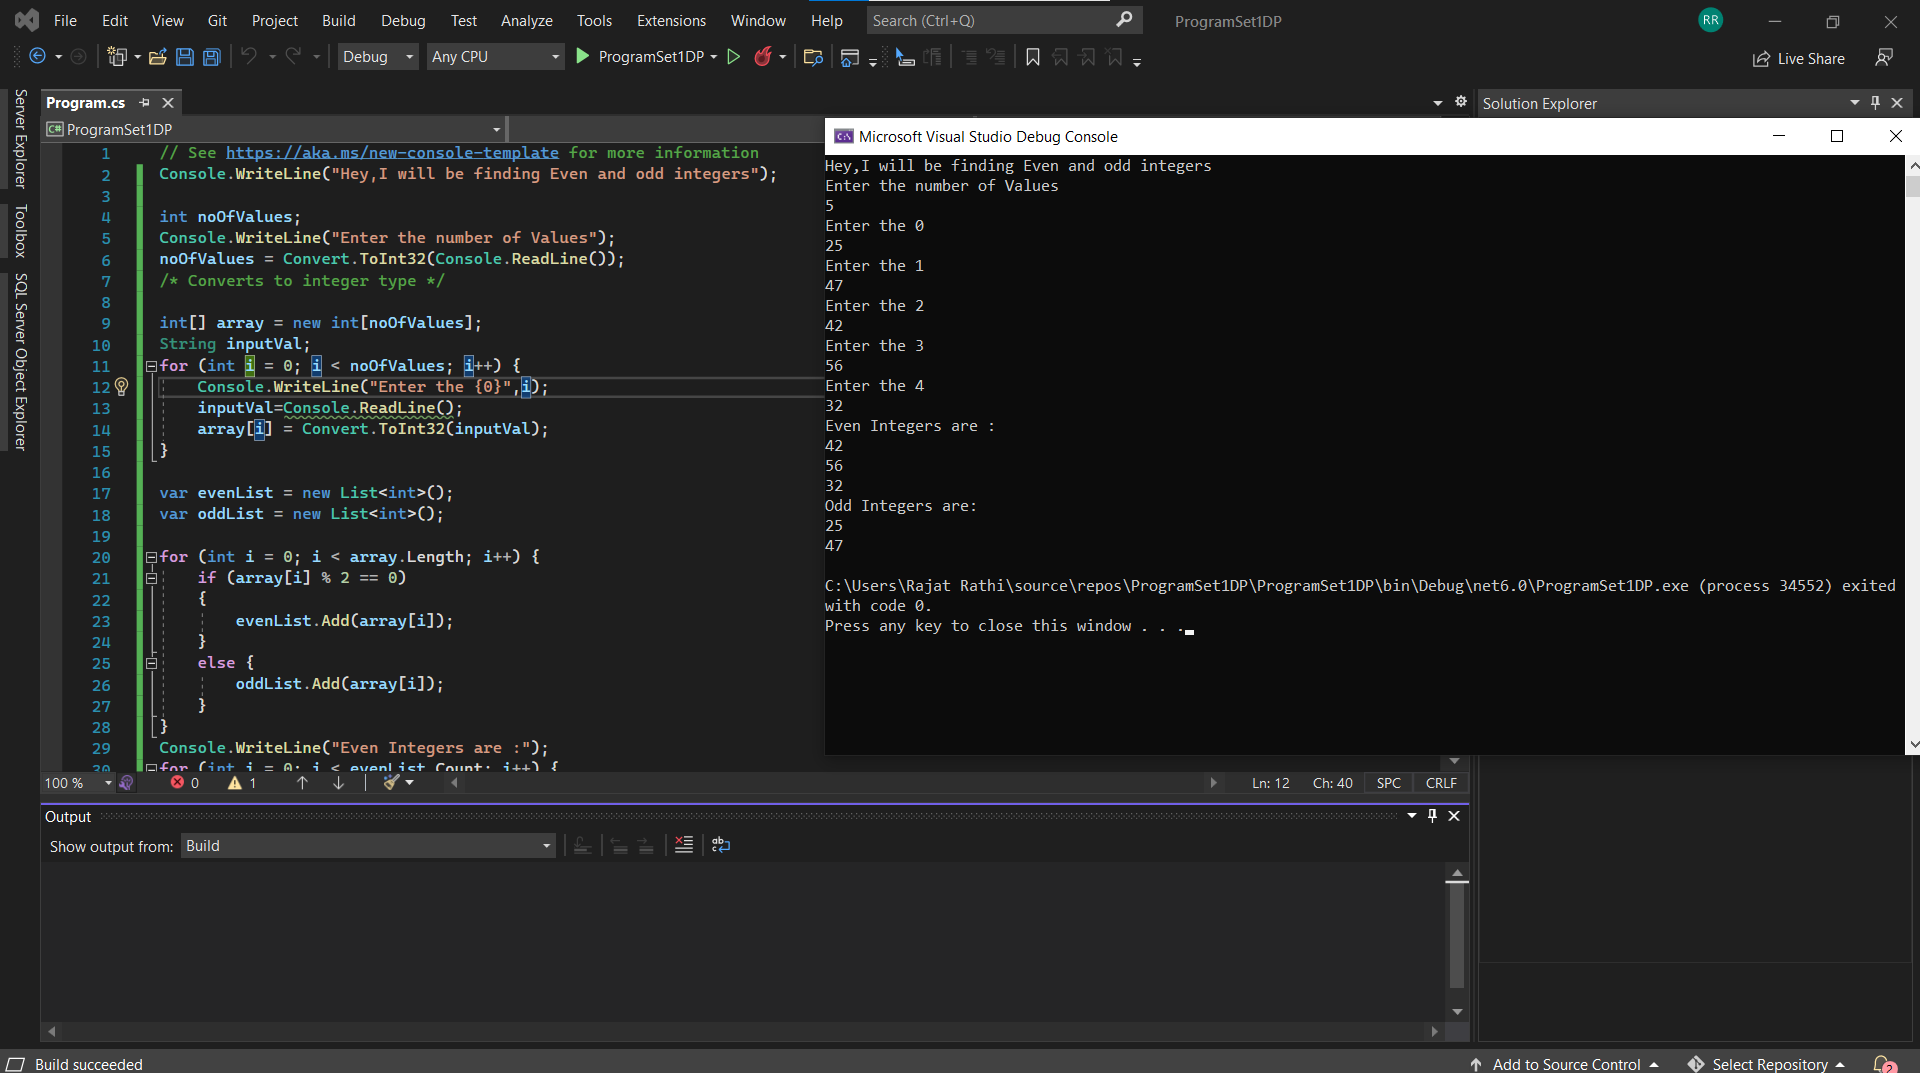 File Edit View Git Project Build Debug Test Analyze Tools Extensions Window Help Search (Ctrl+Q) ProgramSet1DP RR
Debug Any CPU ProgramSet1DP Live Share
Server Explorer
Toolbox
SQL Server Object Explorer
Program.cs
C# ProgramSet1DP
1 // See https://aka.ms/new-console-template for more information
2 Console.WriteLine("Hey,I will be finding Even and odd integers");
3
4 int noOfValues;
5 Console.WriteLine("Enter the number of Values");
6 noOfValues = Convert.ToInt32(Console.ReadLine());
7 /* Converts to integer type */
8
9 int[] array = new int[noOfValues];
10 String inputVal;
11 for (int i = 0; i < noOfValues; i++) {
12 Console.WriteLine("Enter the {0}",i);
13 inputVal=Console.ReadLine();
14 array[i] = Convert.ToInt32(inputVal);
15 }
16
17 var evenList = new List<int>();
18 var oddList = new List<int>();
19
20 for (int i = 0; i < array.Length; i++) {
21 if (array[i] % 2 == 0)
22 {
23 evenList.Add(array[i]);
24 }
25 else {
26 oddList.Add(array[i]);
27 }
28 }
29 Console.WriteLine("Even Integers are :");
30 for (int i = 0; i < evenList.Count; i++) {
100 % 0 1 Ln: 12 Ch: 40 SPC CRLF
Solution Explorer
C:\ Microsoft Visual Studio Debug Console
Hey,I will be finding Even and odd integers
Enter the number of Values
5
Enter the 0
25
Enter the 1
47
Enter the 2
42
Enter the 3
56
Enter the 4
32
Even Integers are :
42
56
32
Odd Integers are:
25
47
C:\Users\Rajat Rathi\source\repos\ProgramSet1DP\ProgramSet1DP\bin\Debug\net6.0\ProgramSet1DP.exe (process 34552) exited
with code 0.
Press any key to close this window . . .
Output
Show output from: Build
Build succeeded Add to Source Control Select Repository 2